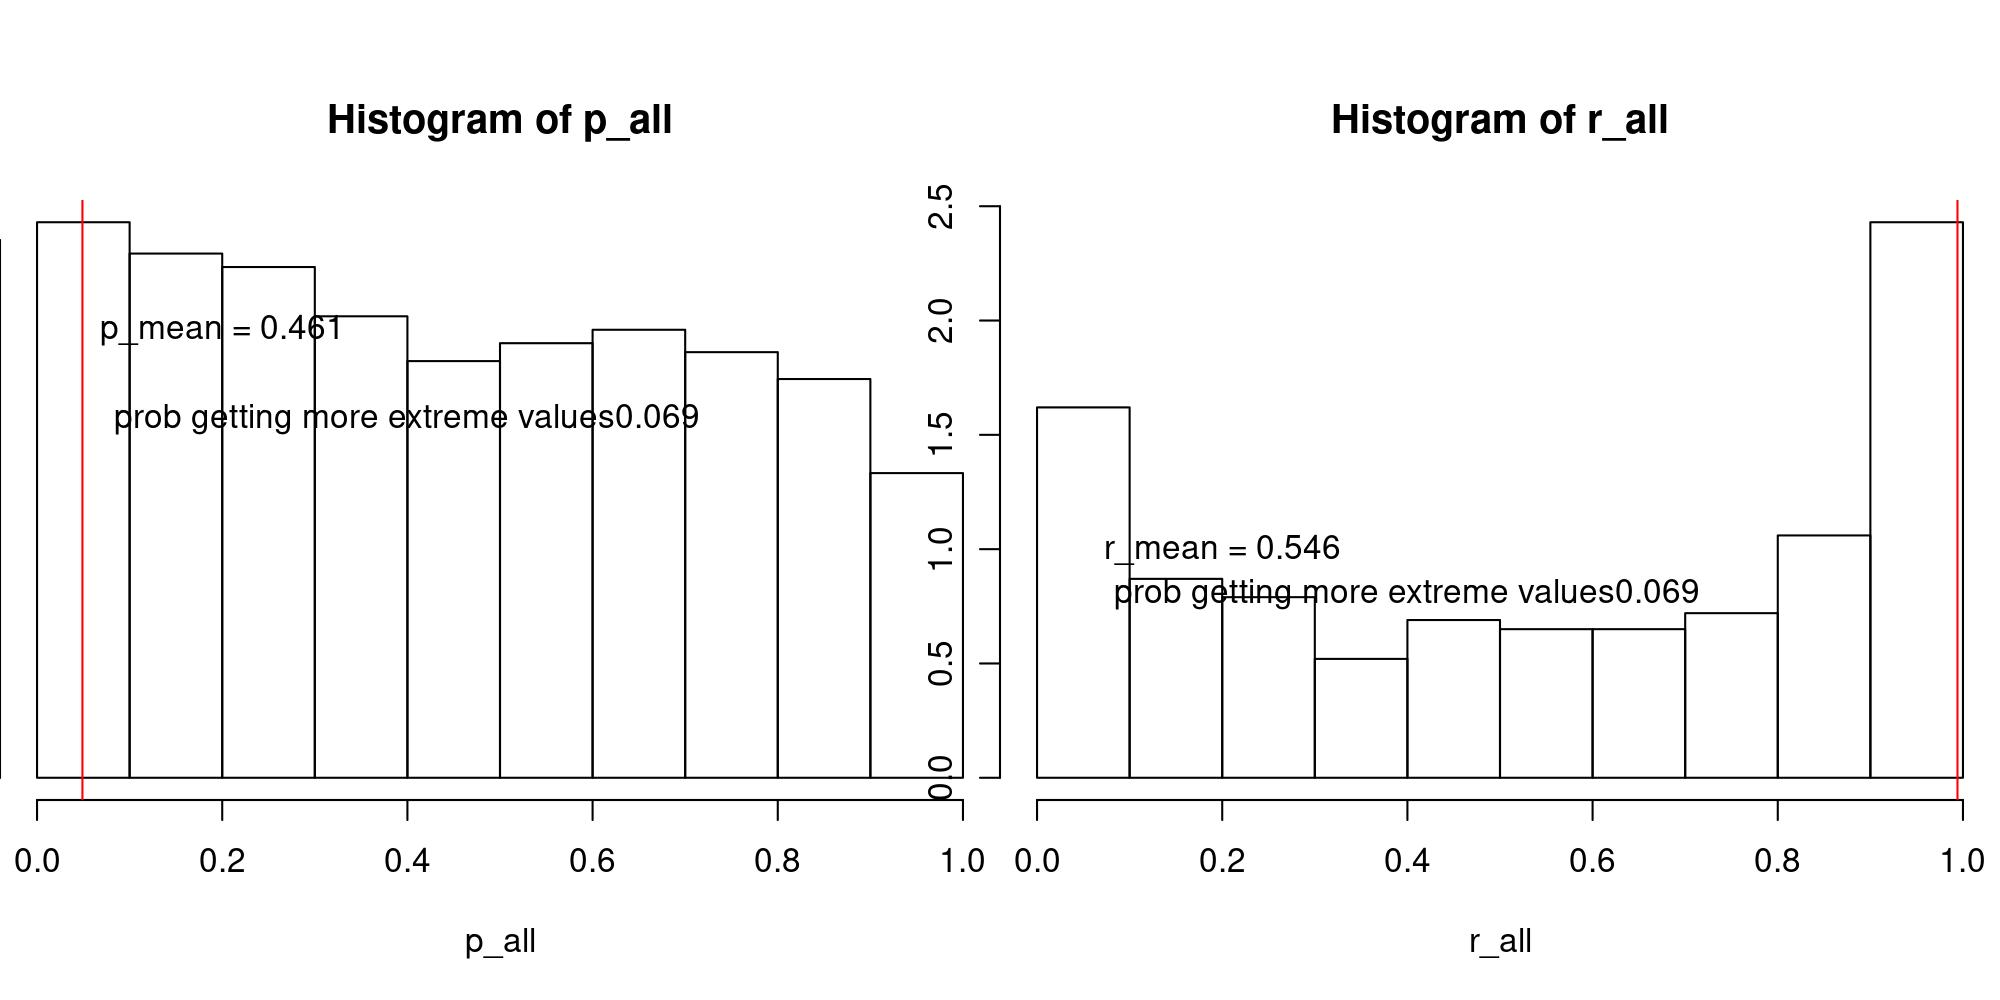 Histogram of p_all
p_mean = 0.461
prob getting more extreme values0.069
0.0 0.2 0.4 0.6 0.8 1.0
p_all
Histogram of r_all
2.5
2.0
1.5
1.0
0.5
0.0
r_mean = 0.546
prob getting more extreme values0.069
0.0 0.2 0.4 0.6 0.8 1.0
r_all